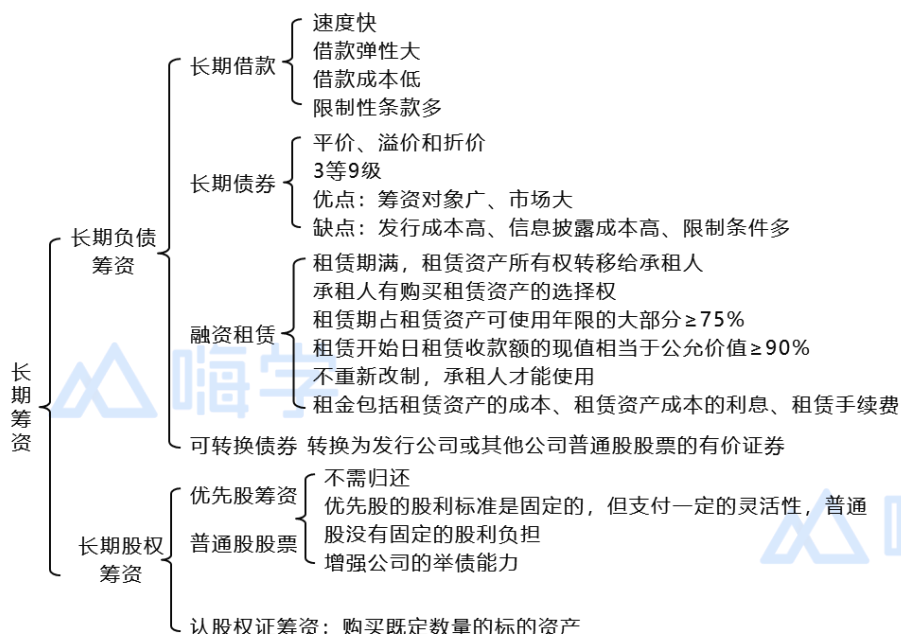 长期筹资
长期负债
筹资
长期借款
速度快
借款弹性大
借款成本低
限制性条款多
长期债券
平价、溢价和折价
3等9级
优点：筹资对象广、市场大
缺点：发行成本高、信息披露成本高、限制条件多
融资租赁
租赁期满，租赁资产所有权转移给承租人
承租人有购买租赁资产的选择权
租赁期占租赁资产可使用年限的大部分≥75%
租赁开始日租赁收款额的现值相当于公允价值≥90%
不重新改制，承租人才能使用
租金包括租赁资产的成本、租赁资产成本的利息、租赁手续费
可转换债券 转换为发行公司或其他公司普通股股票的有价证券
长期股权
筹资
优先股筹资
普通股股票
不需归还
优先股的股利标准是固定的，但支付一定的灵活性，普通
股没有固定的股利负担
增强公司的举债能力
认股权证筹资：购买既定数量的标的资产
嗨学